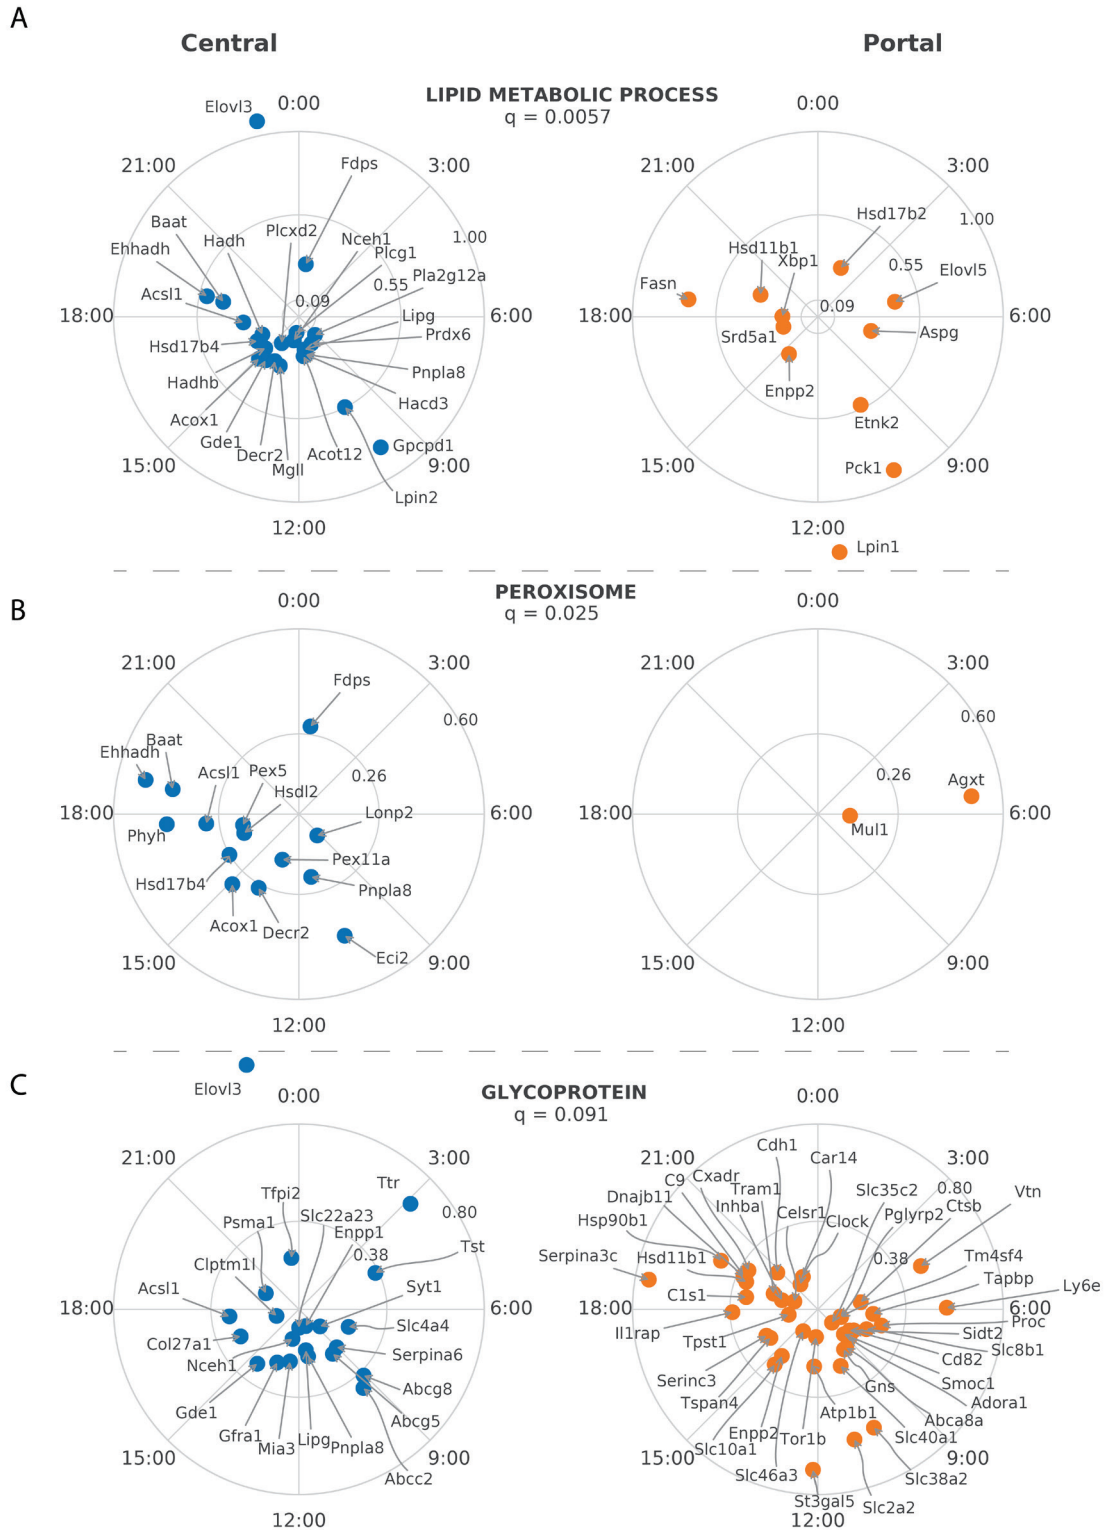 A
Central
Portal
LIPID METABOLIC PROCESS
q = 0.0057
Elovl3
0:00
0:00
21:00
Fdps
3:00
21:00
3:00
Baat
Hadh
Plcxd2
Nceh1
1.00
Hsd17b2
1.00
Ehhadh
Plcg1
Hsd11b1
Xbp1
0.55
Elovl5
Acsl1
0.55
Pla2g12a
Fasn
0.09
0.09
18:00
Lipg
6:00
18:00
6:00
Hsd17b4
Prdx6
Srd5a1
Aspg
Hadhb
Pnpla8
Enpp2
Acox1
Hacd3
Etnk2
Gde1
Decr2
Mgll
Acot12
Gpcpd1
15:00
9:00
15:00
Pck1
9:00
Lpin2
12:00
12:00
Lpin1
B
PEROXISOME
q = 0.025
0:00
0:00
21:00
Fdps
3:00
21:00
3:00
0.60
0.60
Baat
Ehhadh
Acsl1
Pex5
0.26
0.26
Agxt
Hsdl2
Lonp2
18:00
6:00
18:00
6:00
Phyh
Mul1
Pex11a
Hsd17b4
Pnpla8
Acox1
Decr2
Eci2
15:00
9:00
15:00
9:00
12:00
12:00
C
Elovl3
GLYCOPROTEIN
q = 0.091
0:00
0:00
21:00
3:00
21:00
3:00
Tfpi2
Ttr
Cdh1
Car14
Psma1
Slc22a23
0.80
C9
Cxadr
Tram1
Slc35c2
0.80
Vtn
Enpp1
Dnajb11
Inhba
Celsr1
Pglyrp2
Ctsb
Clptm1l
0.38
Tst
Hsp90b1
Clock
Serpina3c
Hsd11b1
0.38
Tm4sf4
Acsl1
Syt1
C1s1
Tapbp
Ly6e
18:00
6:00
18:00
6:00
Col27a1
Slc4a4
Il1rap
Proc
Nceh1
Serpina6
Tpst1
Sidt2
Slc8b1
Cd82
Gde1
Abcg8
Serinc3
Smoc1
Gfra1
Abcg5
Tspan4
Gns
Adora1
Mia3
Lipg
Pnpla8
Atp1b1
Abca8a
Slc10a1
Enpp2
Tor1b
Slc40a1
15:00
Abcc2
9:00
15:00
Slc46a3
Slc38a2
9:00
St3gal5
Slc2a2
12:00
12:00